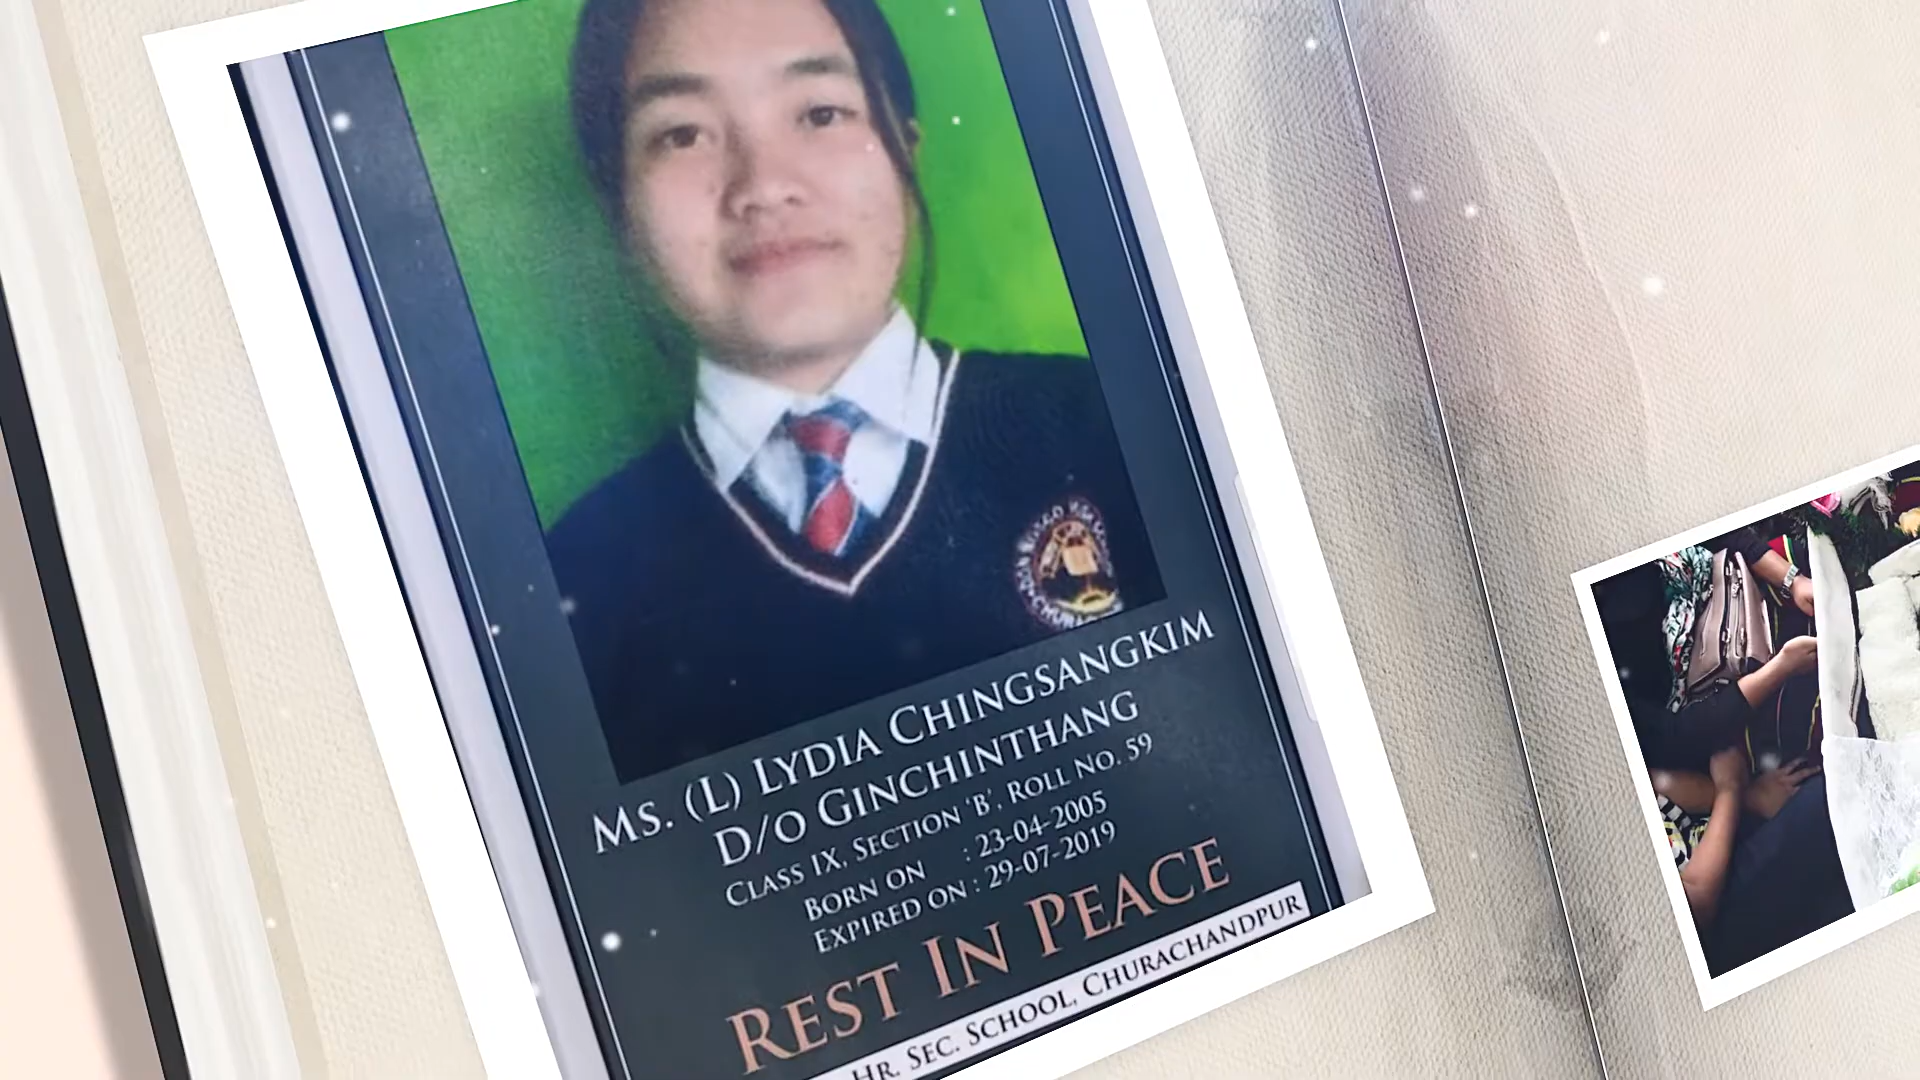 Ms. (L) Lydia Chingsangkim
D/o Ginchinthang
Class IX, Section 'B', Roll No. 59
Born on : 23-04-2005
Expired on : 29-07-2019
Rest In Peace
Hr. Sec. School, Churachandpur